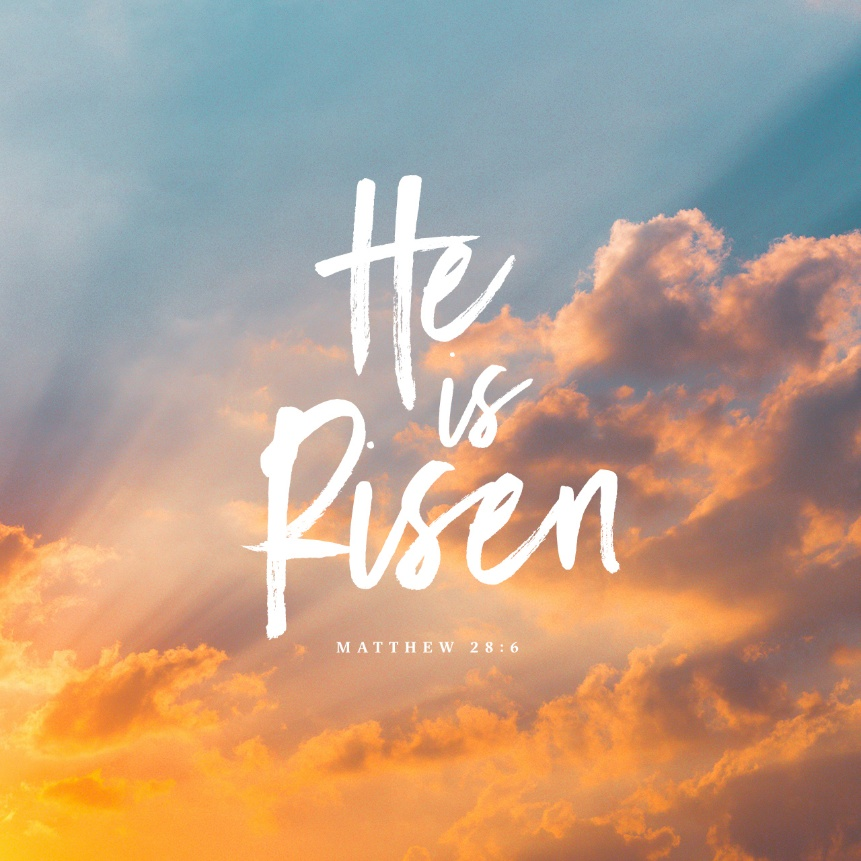 He
is
Risen
MATTHEW 28:6